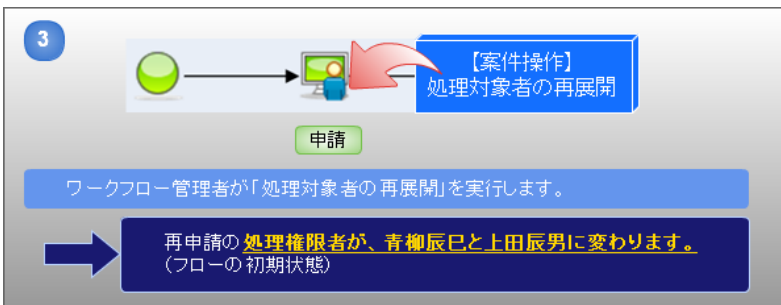 3
【案件操作】
処理対象者の再展開
申請
ワークフロー管理者が「処理対象者の再展開」を実行します。
再申請の処理権限者が、青柳辰巳と上田辰男に変わります。
（フローの初期状態）